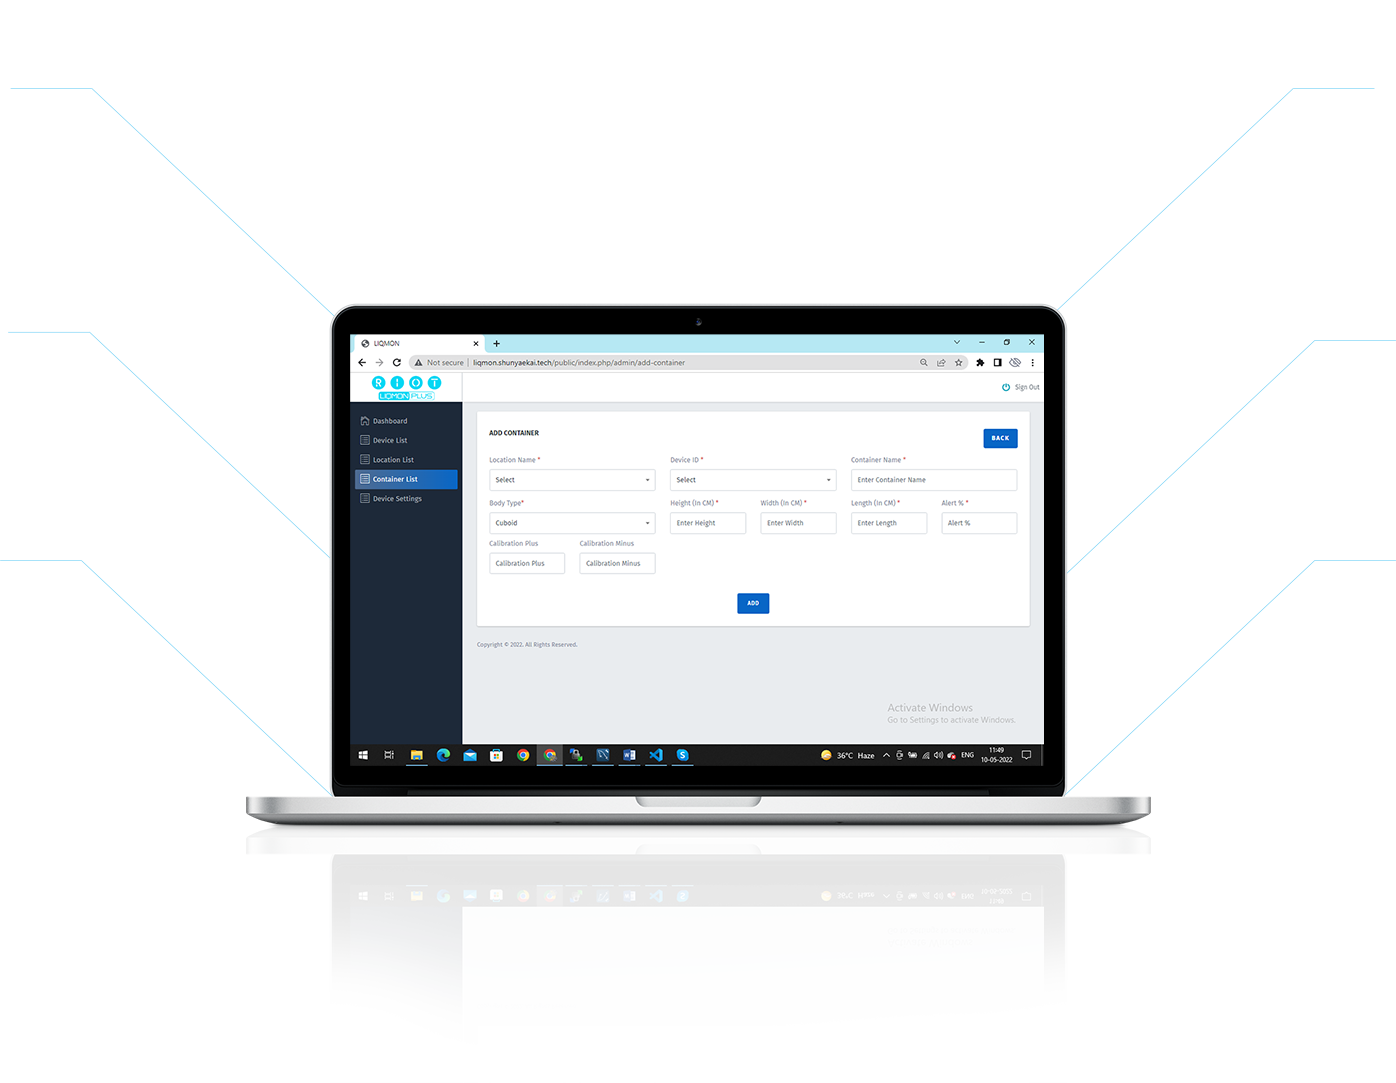 LIQMON
Not secure | liqmon.shunyaekai.tech/public/index.php/admin/add-container
R I O T
LIQMON PLUS
Sign Out
Dashboard
Device List
Location List
Container List
Device Settings
ADD CONTAINER
BACK
Location Name * Device ID * Container Name *
Select Select Enter Container Name
Body Type* Height (In CM) * Width (In CM) * Length (In CM) * Alert % *
Cuboid Enter Height Enter Width Enter Length Alert %
Calibration Plus Calibration Minus
Calibration Plus Calibration Minus
ADD
Copyright © 2022. All Rights Reserved.
Activate Windows
Go to Settings to activate Windows.
36°C Haze ENG 11:49
10-05-2022